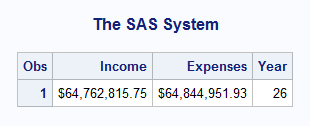 The SAS System
Obs Income Expenses Year
1 $64,762,815.75 $64,844,951.93 26